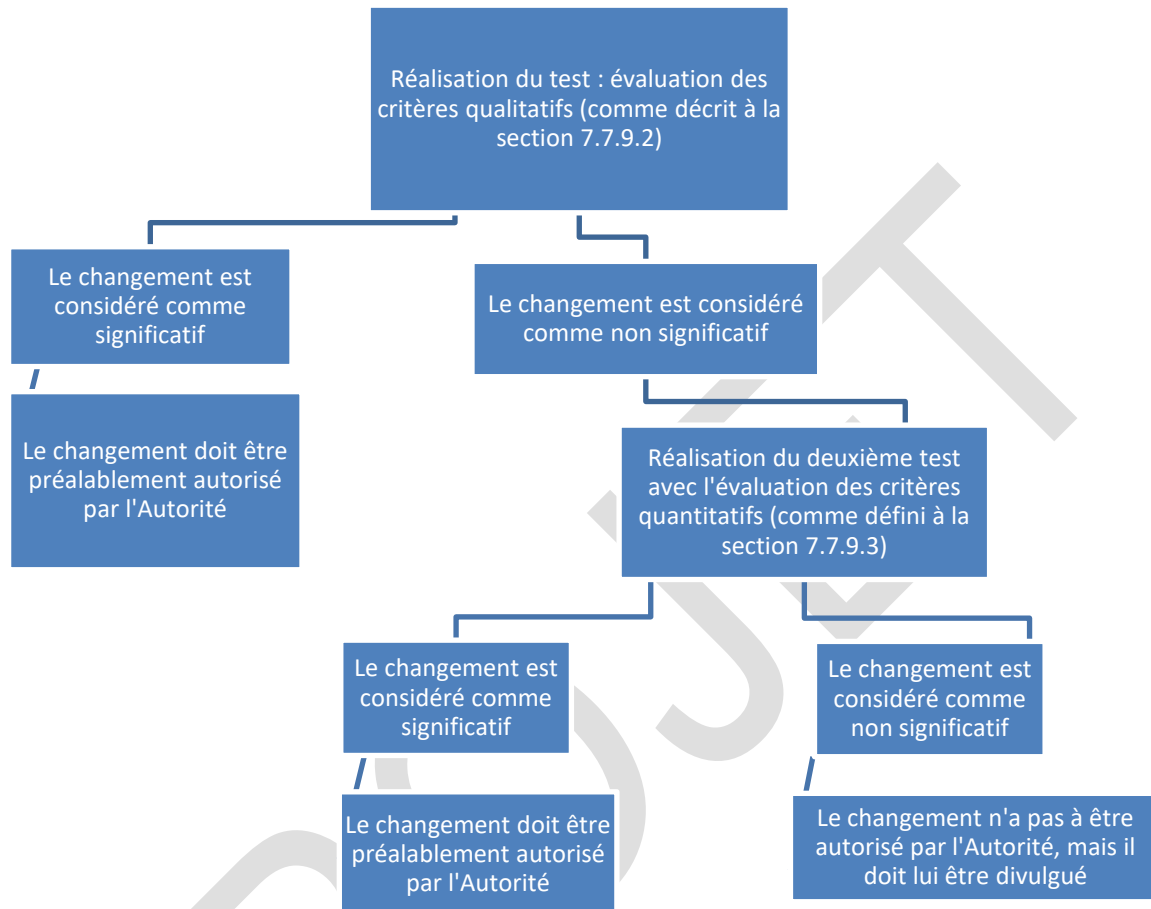 Réalisation du test : évaluation des
critères qualitatifs (comme décrit à la
section 7.7.9.2)
Le changement est
considéré comme
significatif
Le changement est considéré
comme non significatif
Le changement doit être
préalablement autorisé
par l'Autorité
Réalisation du deuxième test
avec l'évaluation des critères
quantitatifs (comme défini à la
section 7.7.9.3)
Le changement est
considéré comme
significatif
Le changement est
considéré comme
non significatif
Le changement doit être
préalablement autorisé
par l'Autorité
Le changement n'a pas à être
autorisé par l'Autorité, mais il
doit lui être divulgué